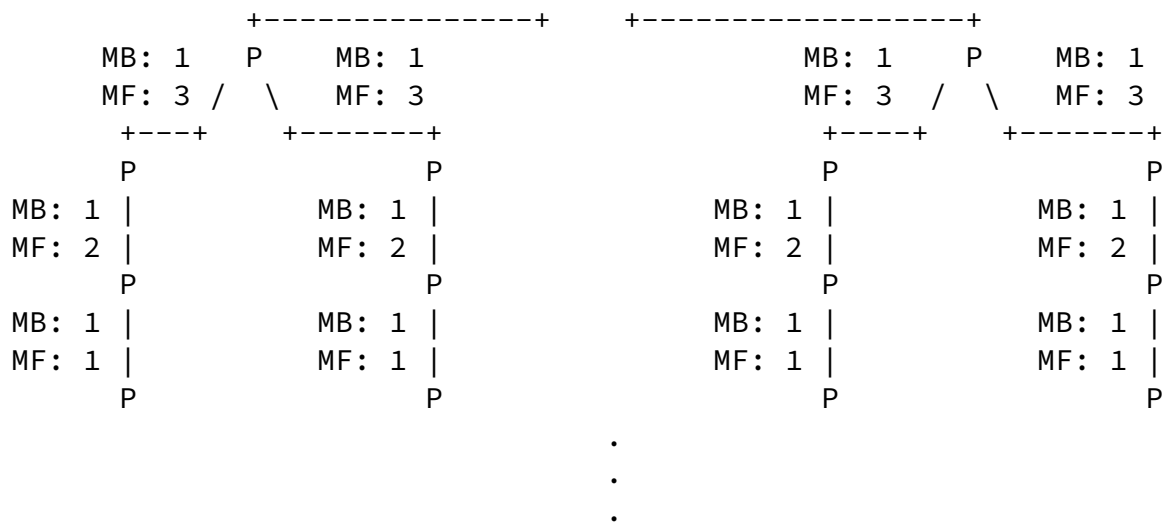 +---------------+    +------------------+
MB: 1   P    MB: 1                     MB: 1    P    MB: 1
MF: 3 /  \   MF: 3                     MF: 3  /  \   MF: 3
+---+    +-------+                     +----+    +-------+
P                P                     P                 P
MB: 1 |          MB: 1 |               MB: 1 |           MB: 1 |
MF: 2 |          MF: 2 |               MF: 2 |           MF: 2 |
P                P                     P                 P
MB: 1 |          MB: 1 |               MB: 1 |           MB: 1 |
MF: 1 |          MF: 1 |               MF: 1 |           MF: 1 |
P                P                     P                 P
.
.
.